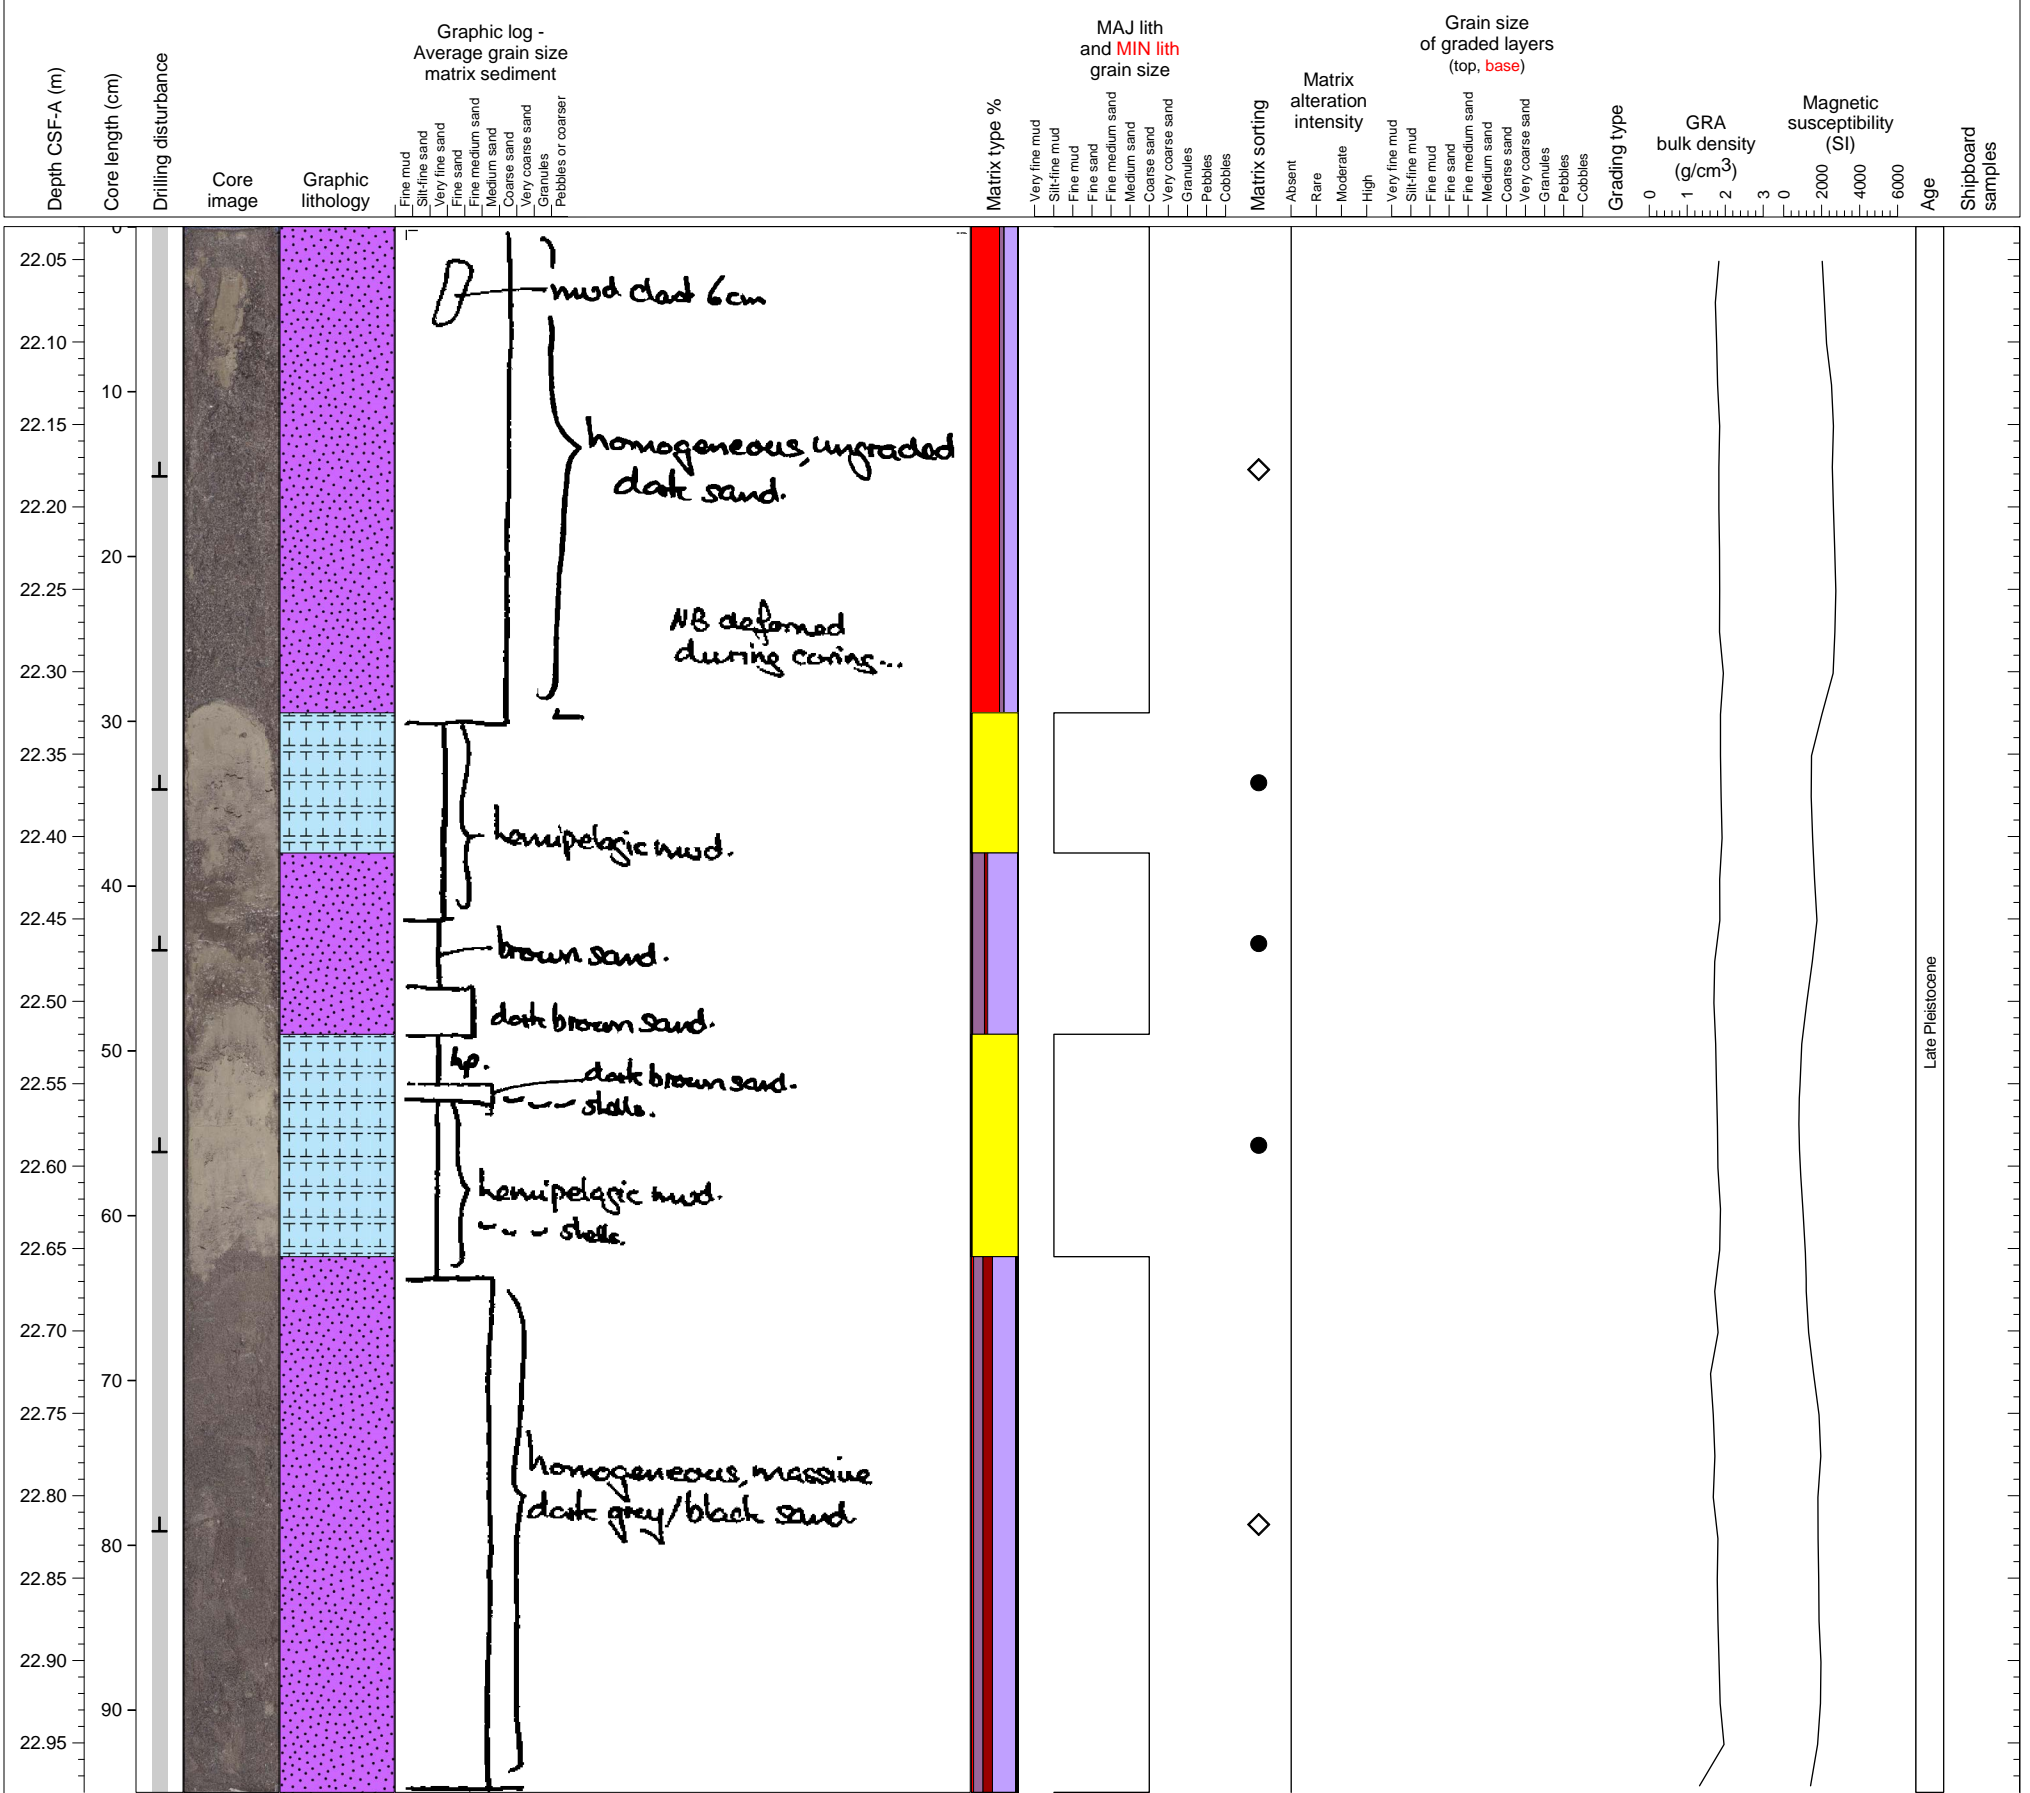 Depth CSF-A (m)
Core length (cm)
Drilling disturbance
Core
image
Graphic
lithology
Graphic log -
Average grain size
matrix sediment
Fine mud
Silt-fine sand
Very fine sand
Fine sand
Fine medium sand
Medium sand
Coarse sand
Very coarse sand
Granules
Pebbles or coarser
Matrix type %
MAJ lith
and MIN lith
grain size
Very fine mud
Silt-fine mud
Fine mud
Fine sand
Fine medium sand
Medium sand
Coarse sand
Very coarse sand
Granules
Pebbles
Cobbles
Matrix sorting
Matrix
alteration
intensity
Absent
Rare
Moderate
High
Grain size
of graded layers
(top, base)
Very fine mud
Silt-fine mud
Fine mud
Fine sand
Fine medium sand
Medium sand
Coarse sand
Very coarse sand
Granules
Pebbles
Cobbles
Grading type
GRA
bulk density
(g/cm3)
0 1 2 3
Magnetic
susceptibility
(SI)
0 2000 4000 6000
Age
Shipboard
samples
22.05
22.10
22.15
22.20
22.25
22.30
22.35
22.40
22.45
22.50
22.55
22.60
22.65
22.70
22.75
22.80
22.85
22.90
22.95
0
10
20
30
40
50
60
70
80
90
mud clast 6cm
homogeneous, ungraded
dark sand.
NB deformed
during coring...
hemipelagic mud.
brown sand.
dark brown sand.
hp.
dark brown sand.
shells.
hemipelagic mud.
shells.
homogeneous, massive
dark grey/black sand
Late Pleistocene